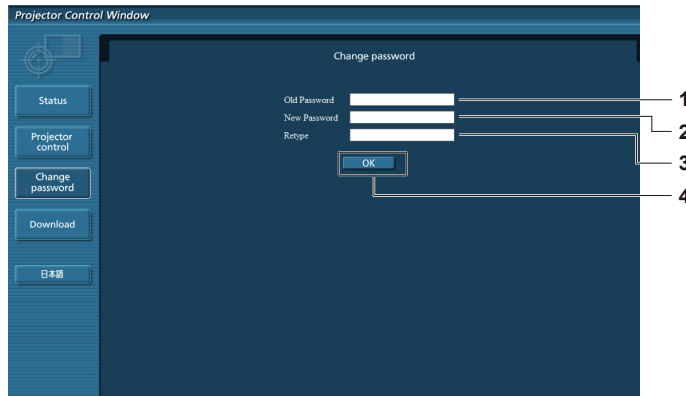 Projector Control Window
Change password
Status
Projector
control
Change
password
Download
日本語
Old Password
New Password
Retype
OK
1
2
3
4